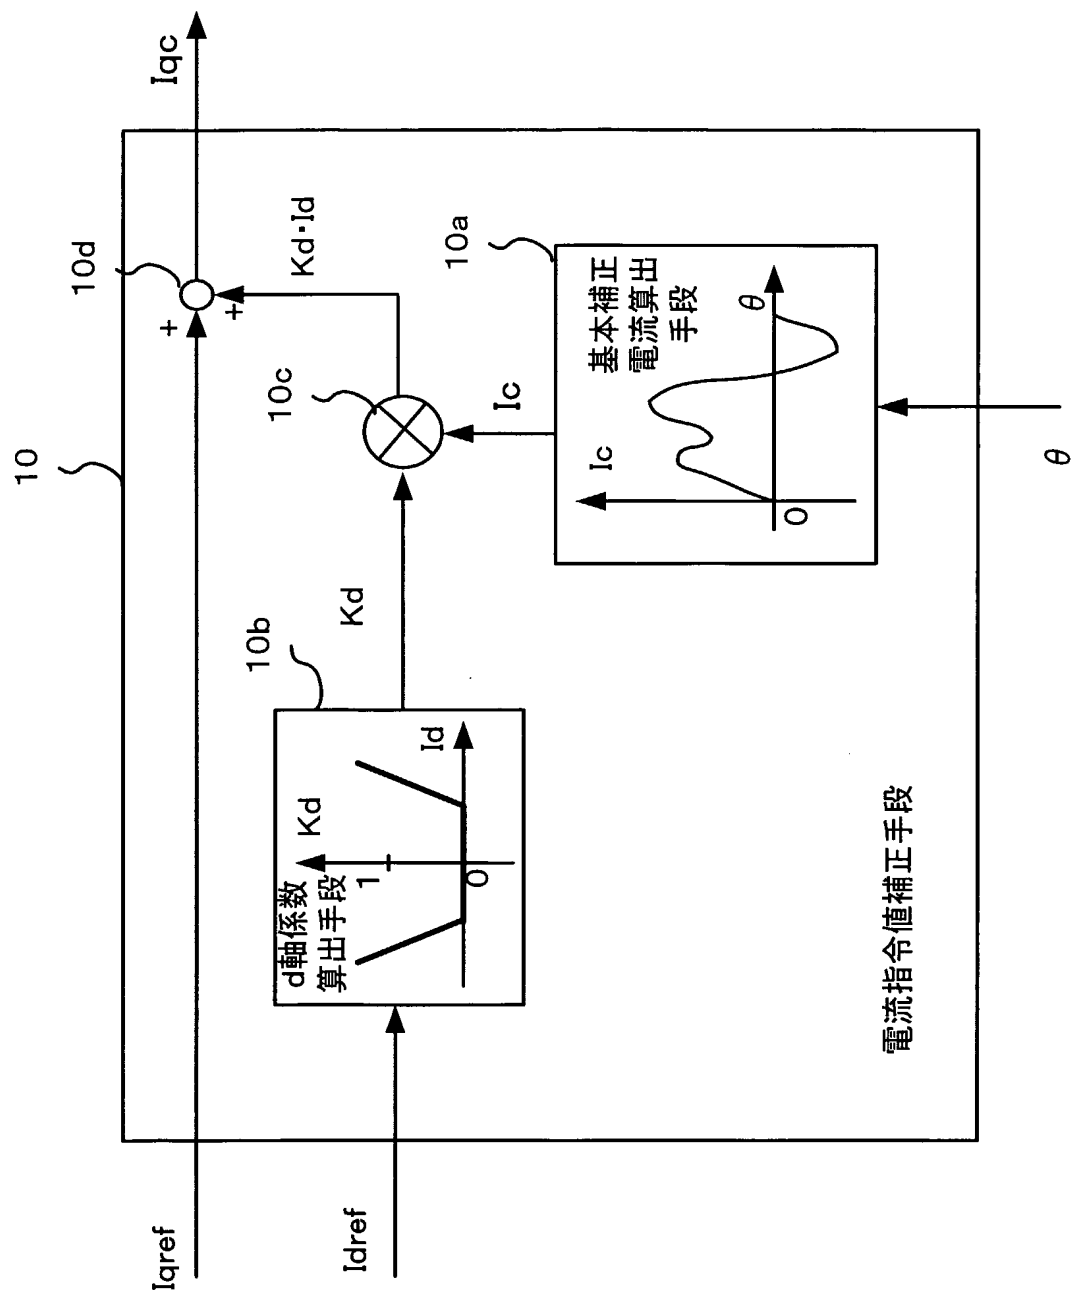 10
Iqref
Iqc
10d
+
+
Kd・Id
10c
10b
Kd
Idref
d軸係数
算出手段
Kd
1
0
Id
Ic
10a
基本補正
電流算出
手段
Ic
0
θ
θ
電流指令値補正手段